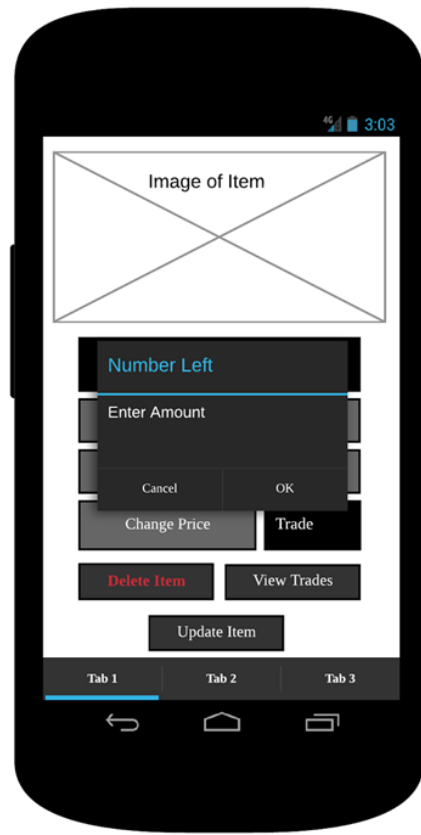 4G 3:03
Image of Item
Number Left
Enter Amount
Cancel OK
Change Price Trade
Delete Item View Trades
Update Item
Tab 1 Tab 2 Tab 3